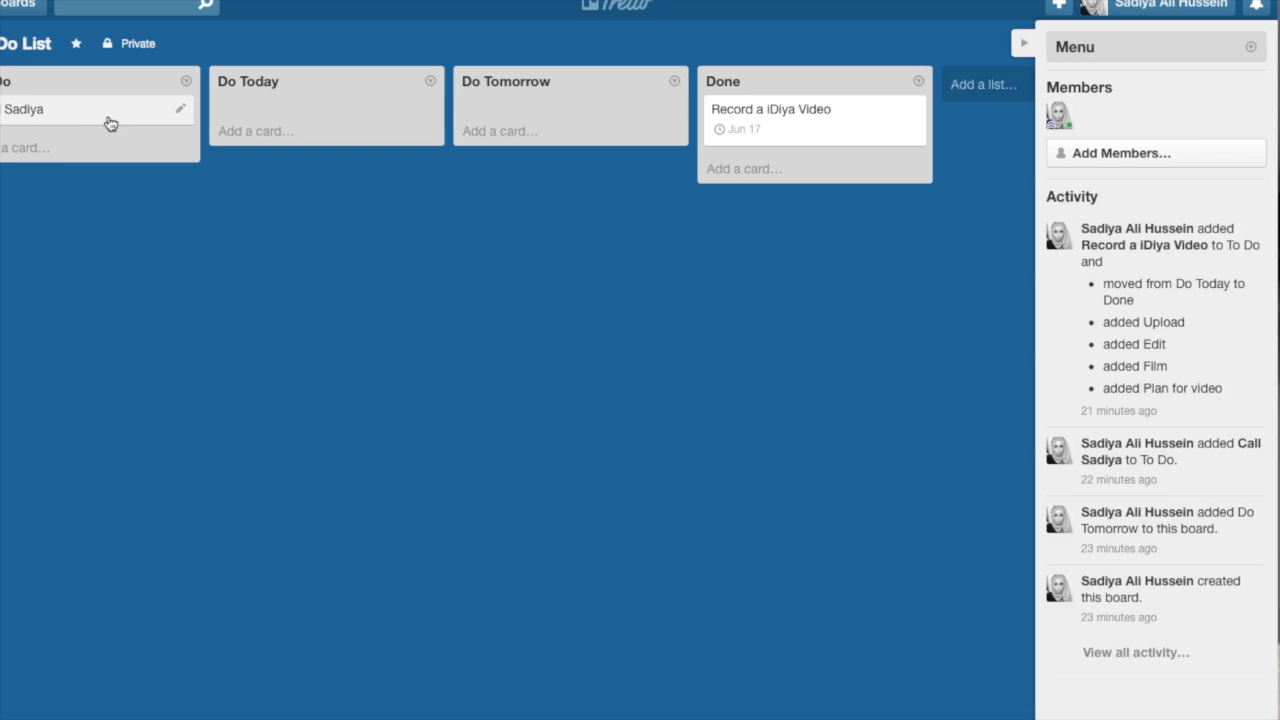 oards
Trello
Sadiya Ali Hussein
Do List
Private
o
Sadiya
a card…
Do Today
Add a card…
Do Tomorrow
Add a card…
Done
Record a iDiya Video
Jun 17
Add a card…
Add a list…
Menu
Members
Add Members…
Activity
Sadiya Ali Hussein added
Record a iDiya Video to To Do
and
• moved from Do Today to
Done
• added Upload
• added Edit
• added Film
• added Plan for video
21 minutes ago
Sadiya Ali Hussein added Call
Sadiya to To Do.
22 minutes ago
Sadiya Ali Hussein added Do
Tomorrow to this board.
23 minutes ago
Sadiya Ali Hussein created
this board.
23 minutes ago
View all activity…